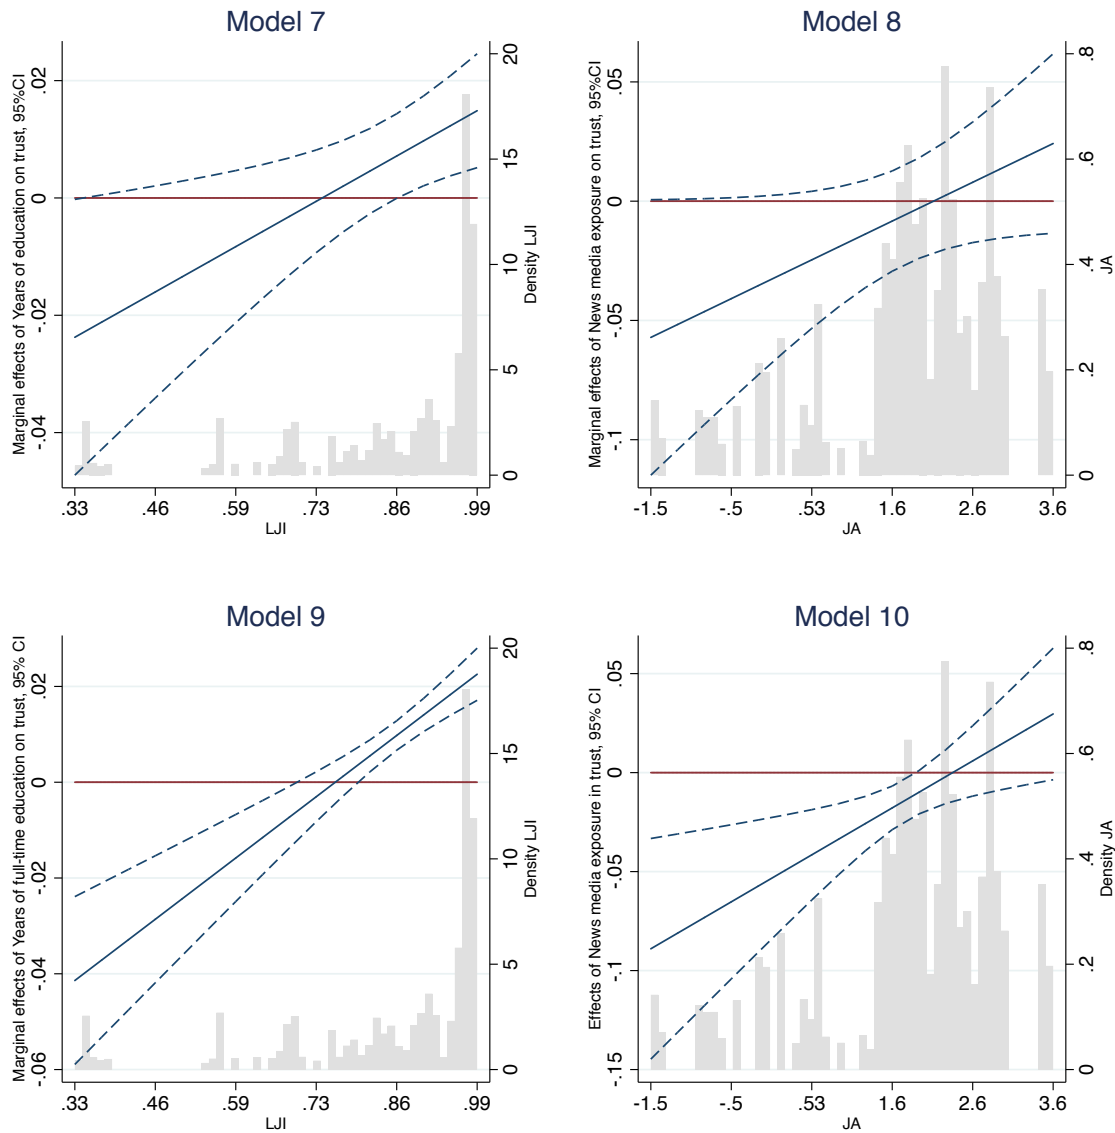 Model 7
Marginal effects of Years of education on trust, 95%CI
.02
0
-.02
-.04
20
15
10
5
0
Density LJI
.33 .46 .59 .73 .86 .99
LJI
Model 8
Marginal effects of News media exposure on trust, 95%CI
.05
0
-.05
-.1
.8
.6
.4
.2
0
JA
-1.5 -.5 .53 1.6 2.6 3.6
JA
Model 9
Marginal effects of Years of full-time education on trust, 95% CI
.02
0
-.02
-.04
-.06
20
15
10
5
0
Density LJI
.33 .46 .59 .73 .86 .99
LJI
Model 10
Effects of News media exposure in trust, 95% CI
.05
0
-.05
-.1
-.15
.8
.6
.4
.2
0
Density JA
-1.5 -.5 .53 1.6 2.6 3.6
JA